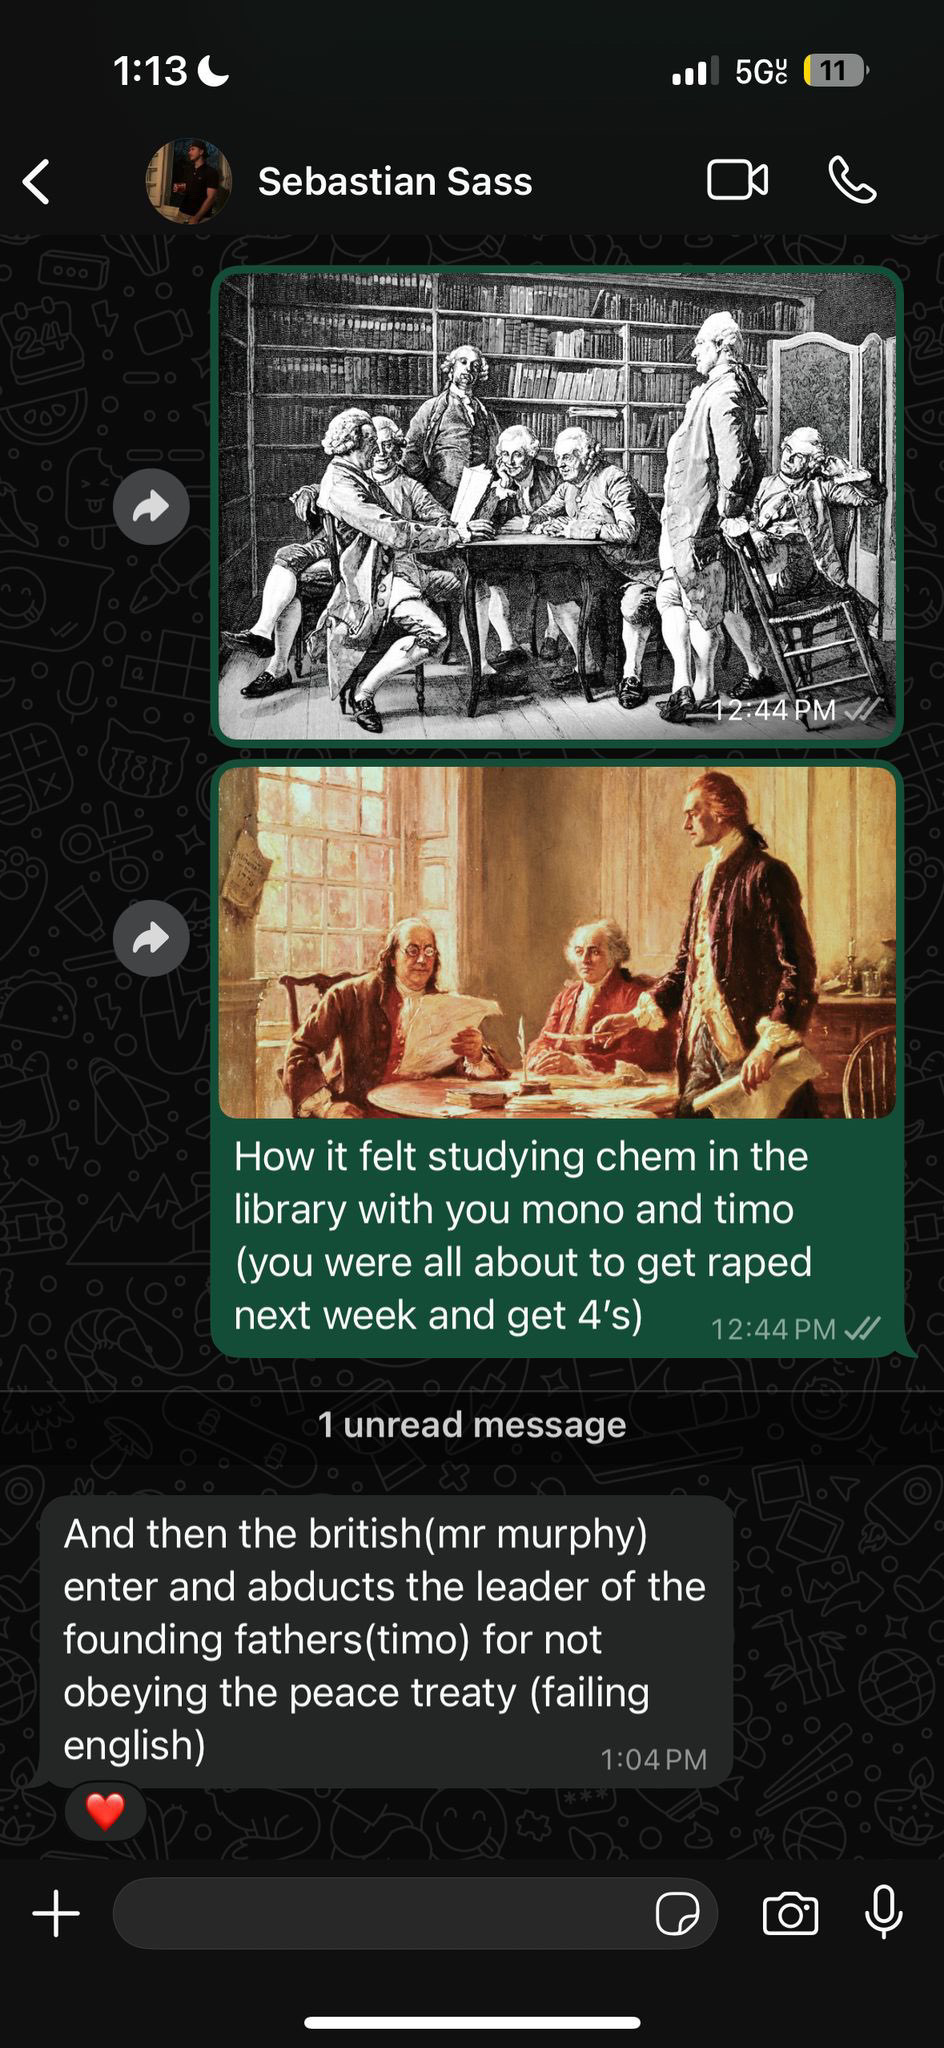 1:13
5GUC
11
Sebastian Sass
12:44 PM
How it felt studying chem in the
library with you mono and timo
(you were all about to get raped
next week and get 4's)
12:44 PM
1 unread message
And then the british(mr murphy)
enter and abducts the leader of the
founding fathers(timo) for not
obeying the peace treaty (failing
english)
1:04 PM